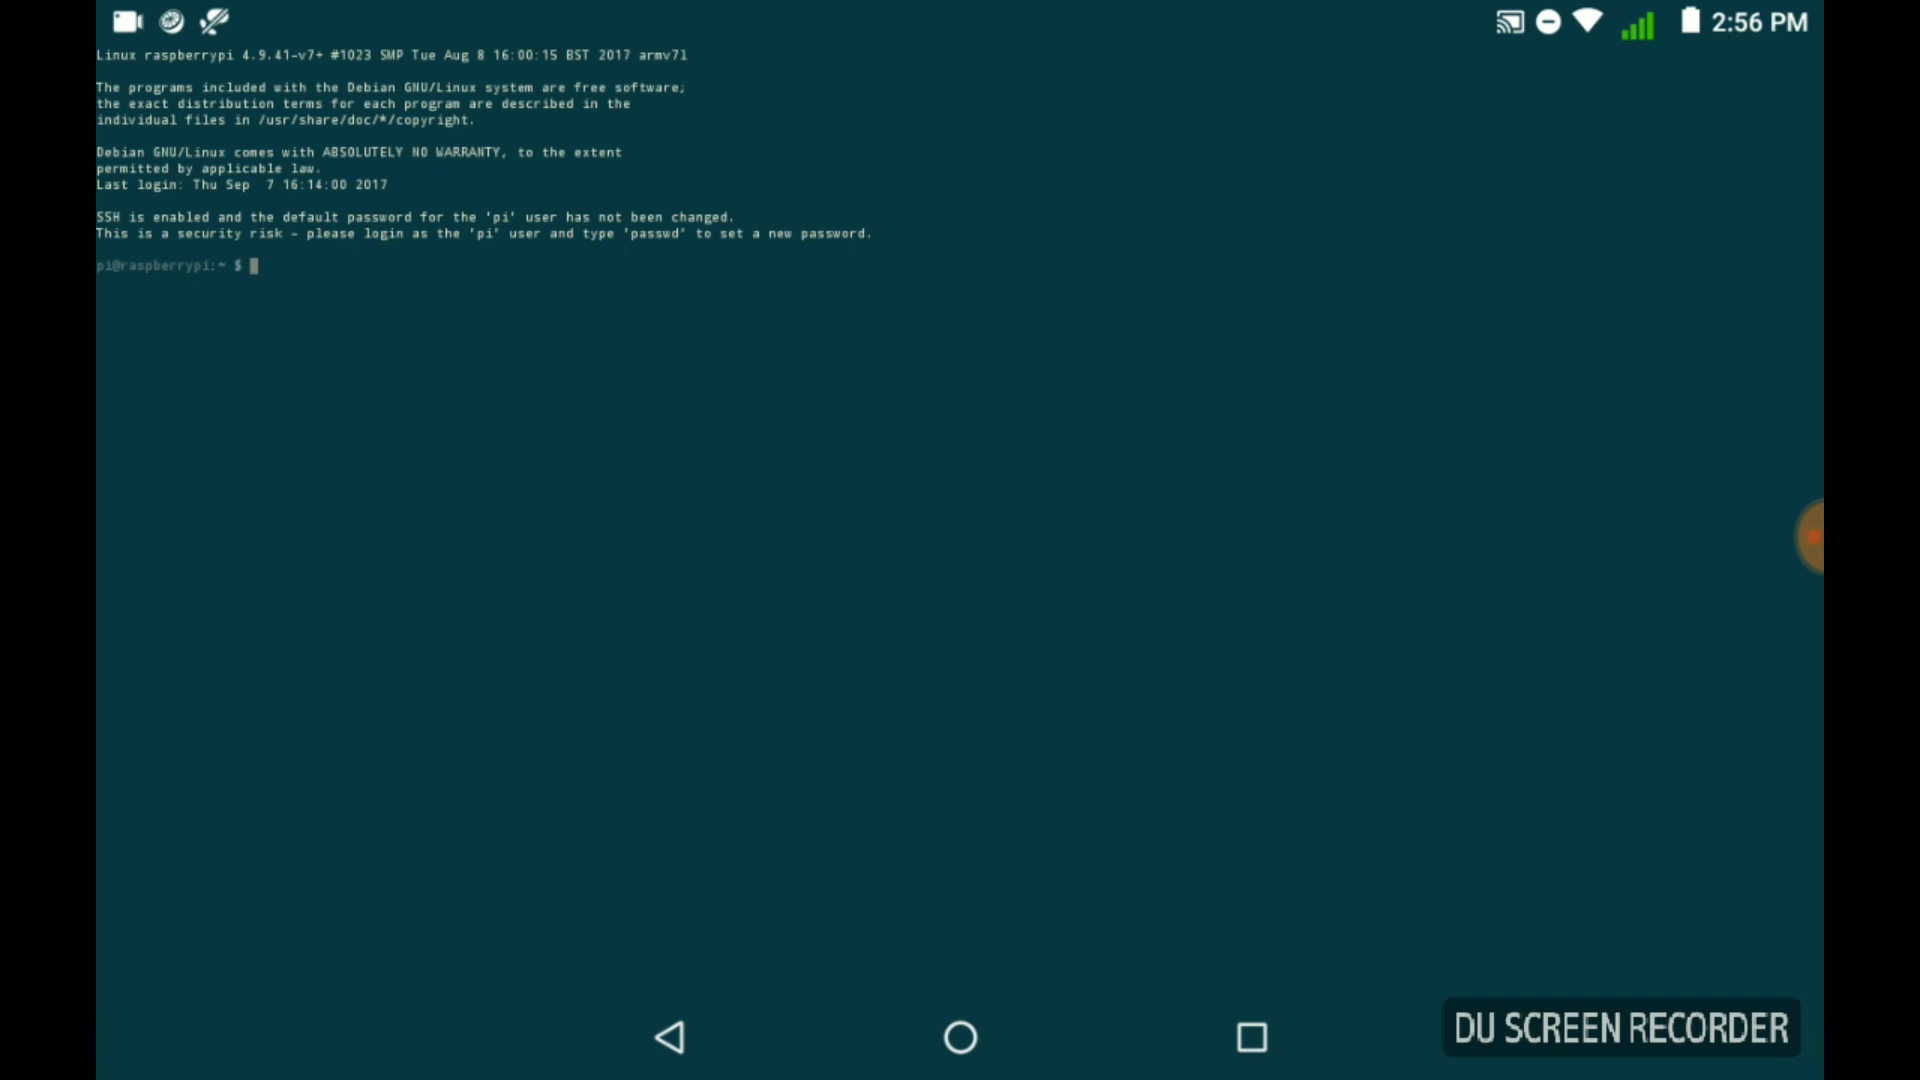 2:56 PM
Linux raspberrypi 4.9.41-v7+ #1023 SMP Tue Aug 8 16:00:15 BST 2017 armv7l
The programs included with the Debian GNU/Linux system are free software;
the exact distribution terms for each program are described in the
individual files in /usr/share/doc/*/copyright.
Debian GNU/Linux comes with ABSOLUTELY NO WARRANTY, to the extent
permitted by applicable law.
Last login: Thu Sep  7 16:14:00 2017
SSH is enabled and the default password for the 'pi' user has not been changed.
This is a security risk - please login as the 'pi' user and type 'passwd' to set a new password.
pi@raspberrypi:~ $
DU SCREEN RECORDER